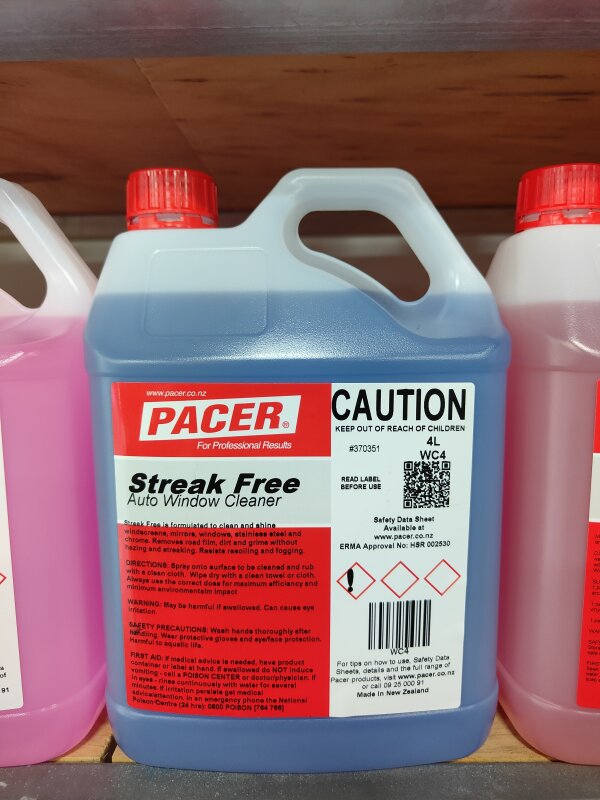 www.pacer.co.nz
PACER®
For Professional Results
Streak Free
Auto Window Cleaner
Streak Free is formulated to clean and shine
windscreens, mirrors, windows, stainless steel and
chrome. Removes road film, dirt and grime without
hazing and streaking. Resists resoiling and fogging.
DIRECTIONS: Spray onto surface to be cleaned and rub
with a clean cloth. Wipe dry with a clean towel or cloth.
Always use the correct dose for maximum efficiency and
minimum environmentaln impact
WARNING: May be harmful if swallowed. Can cause eye
irritation.
SAFETY PRECAUTIONS: Wash hands thoroughly after
handling. Wear protective gloves and eye/face protection.
Harmful to aquatic life.
FIRST AID: If medical advice is needed, have product
container or label at hand. If swallowed do NOT induce
vomiting - call a POISON CENTER or doctor/physician. If
in eyes - rinse continuously with water for several
minutes. If irritation persists get medical
advice/attention. In an emergency phone the National
Poison/Centre (24 hrs): 0800 POISON [764 766]
CAUTION
KEEP OUT OF REACH OF CHILDREN
#370351
4L
WC4
READ LABEL
BEFORE USE
Safety Data Sheet
Available at
www.pacer.co.nz
ERMA Approval No: HSR 002530
WC4
For tips on how to use, Safety Data
Sheets, details and the full range of
Pacer products, visit www.pacer.co.nz
or call 09 25 000 91
Made in New Zealand